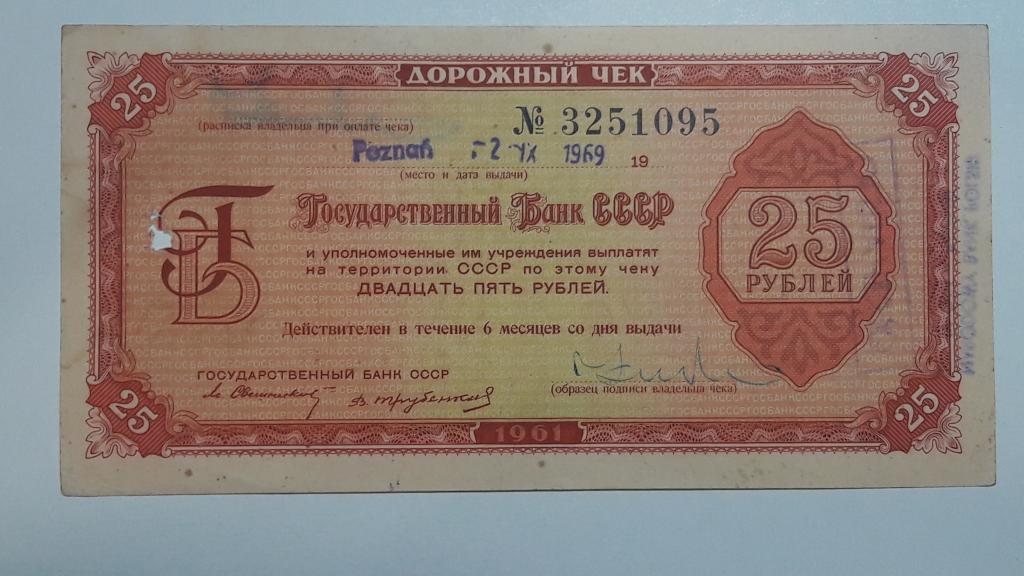 ДОРОЖНЫЙ ЧЕК
25
25
(расписка владельца при оплате чека)
№ 3251095
Poznań 2 IX 1969 19
(место и дата выдачи)
ГБ
Государственный Банк СССР
и уполномоченные им учреждения выплатят
на территории СССР по этому чеку
ДВАДЦАТЬ ПЯТЬ РУБЛЕЙ.
25
РУБЛЕЙ
Действителен в течение 6 месяцев со дня выдачи
ГОСУДАРСТВЕННЫЙ БАНК СССР
(образец подписи владельца чека)
25
1961
25